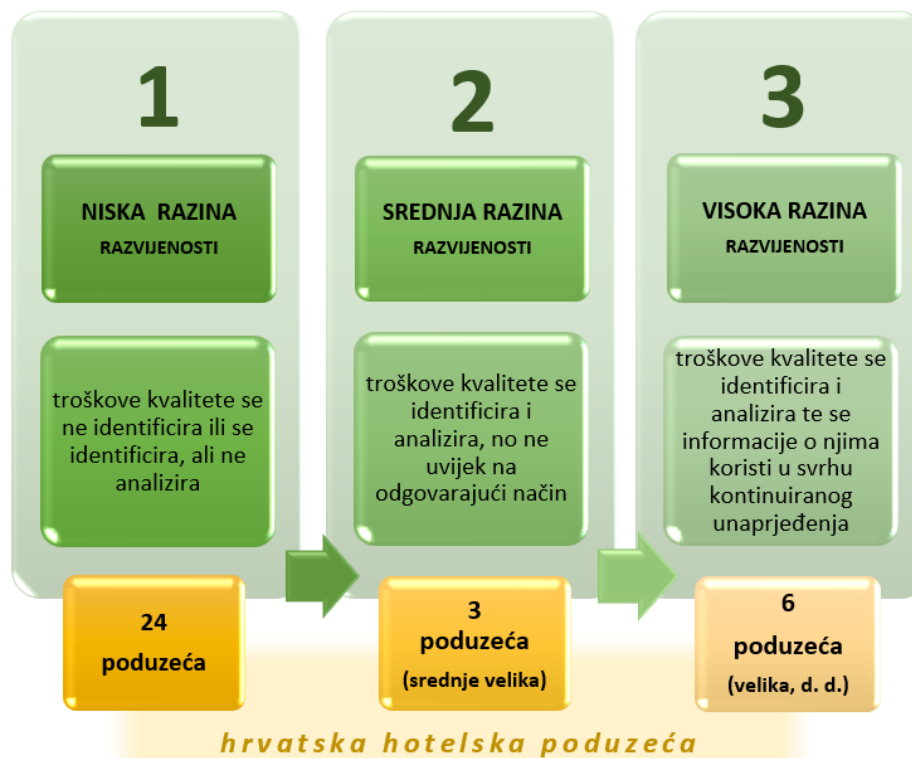 1
NISKA RAZINA
RAZVIJENOSTI
troškove kvalitete se
ne identificira ili se
identificira, ali ne
analizira
24
poduzeća
2
SREDNJA RAZINA
RAZVIJENOSTI
troškove kvalitete se
identificira i
analizira, no ne
uvijek na
odgovarajući način
3
poduzeća
(srednje velika)
3
VISOKA RAZINA
RAZVIJENOSTI
troškove kvalitete se
identificira i
analizira te se
informacije o njima
koristi u svrhu
kontinuiranog
unaprjeđenja
6
poduzeća
(velika, d. d.)
hrvatska hotelska poduzeća